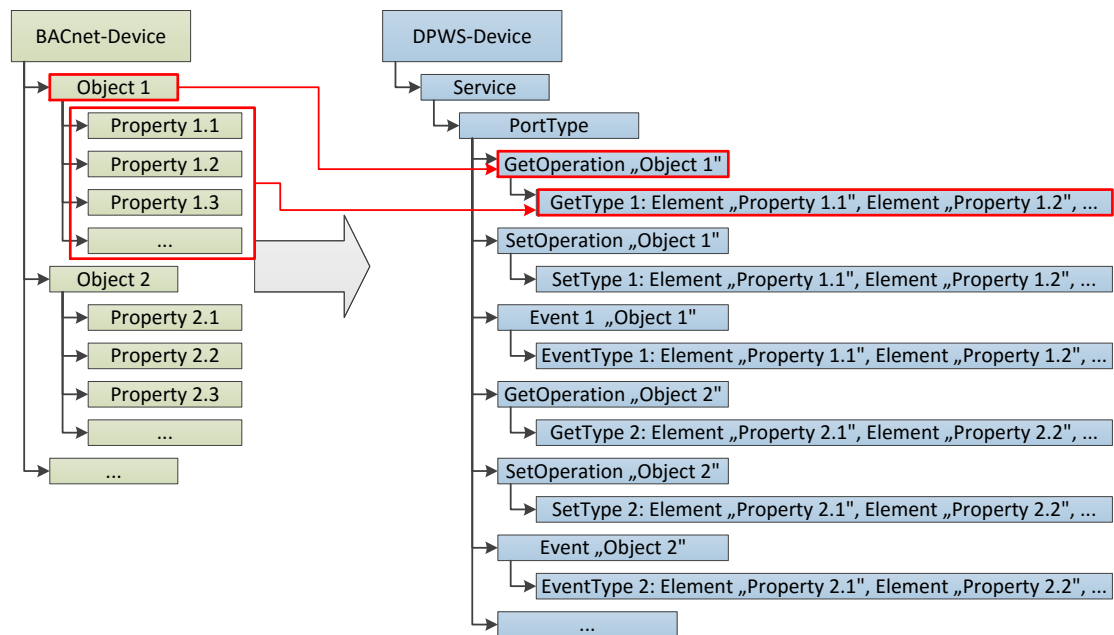 BACnet-Device
Object 1
Property 1.1
Property 1.2
Property 1.3
...
Object 2
Property 2.1
Property 2.2
Property 2.3
...
...
DPWS-Device
Service
PortType
GetOperation „Object 1"
GetType 1: Element „Property 1.1", Element „Property 1.2", ...
SetOperation „Object 1"
SetType 1: Element „Property 1.1", Element „Property 1.2", ...
Event 1 „Object 1"
EventType 1: Element „Property 1.1", Element „Property 1.2", ...
GetOperation „Object 2"
GetType 2: Element „Property 2.1", Element „Property 2.2", ...
SetOperation „Object 2"
SetType 2: Element „Property 2.1", Element „Property 2.2", ...
Event „Object 2"
EventType 2: Element „Property 2.1", Element „Property 2.2", ...
...